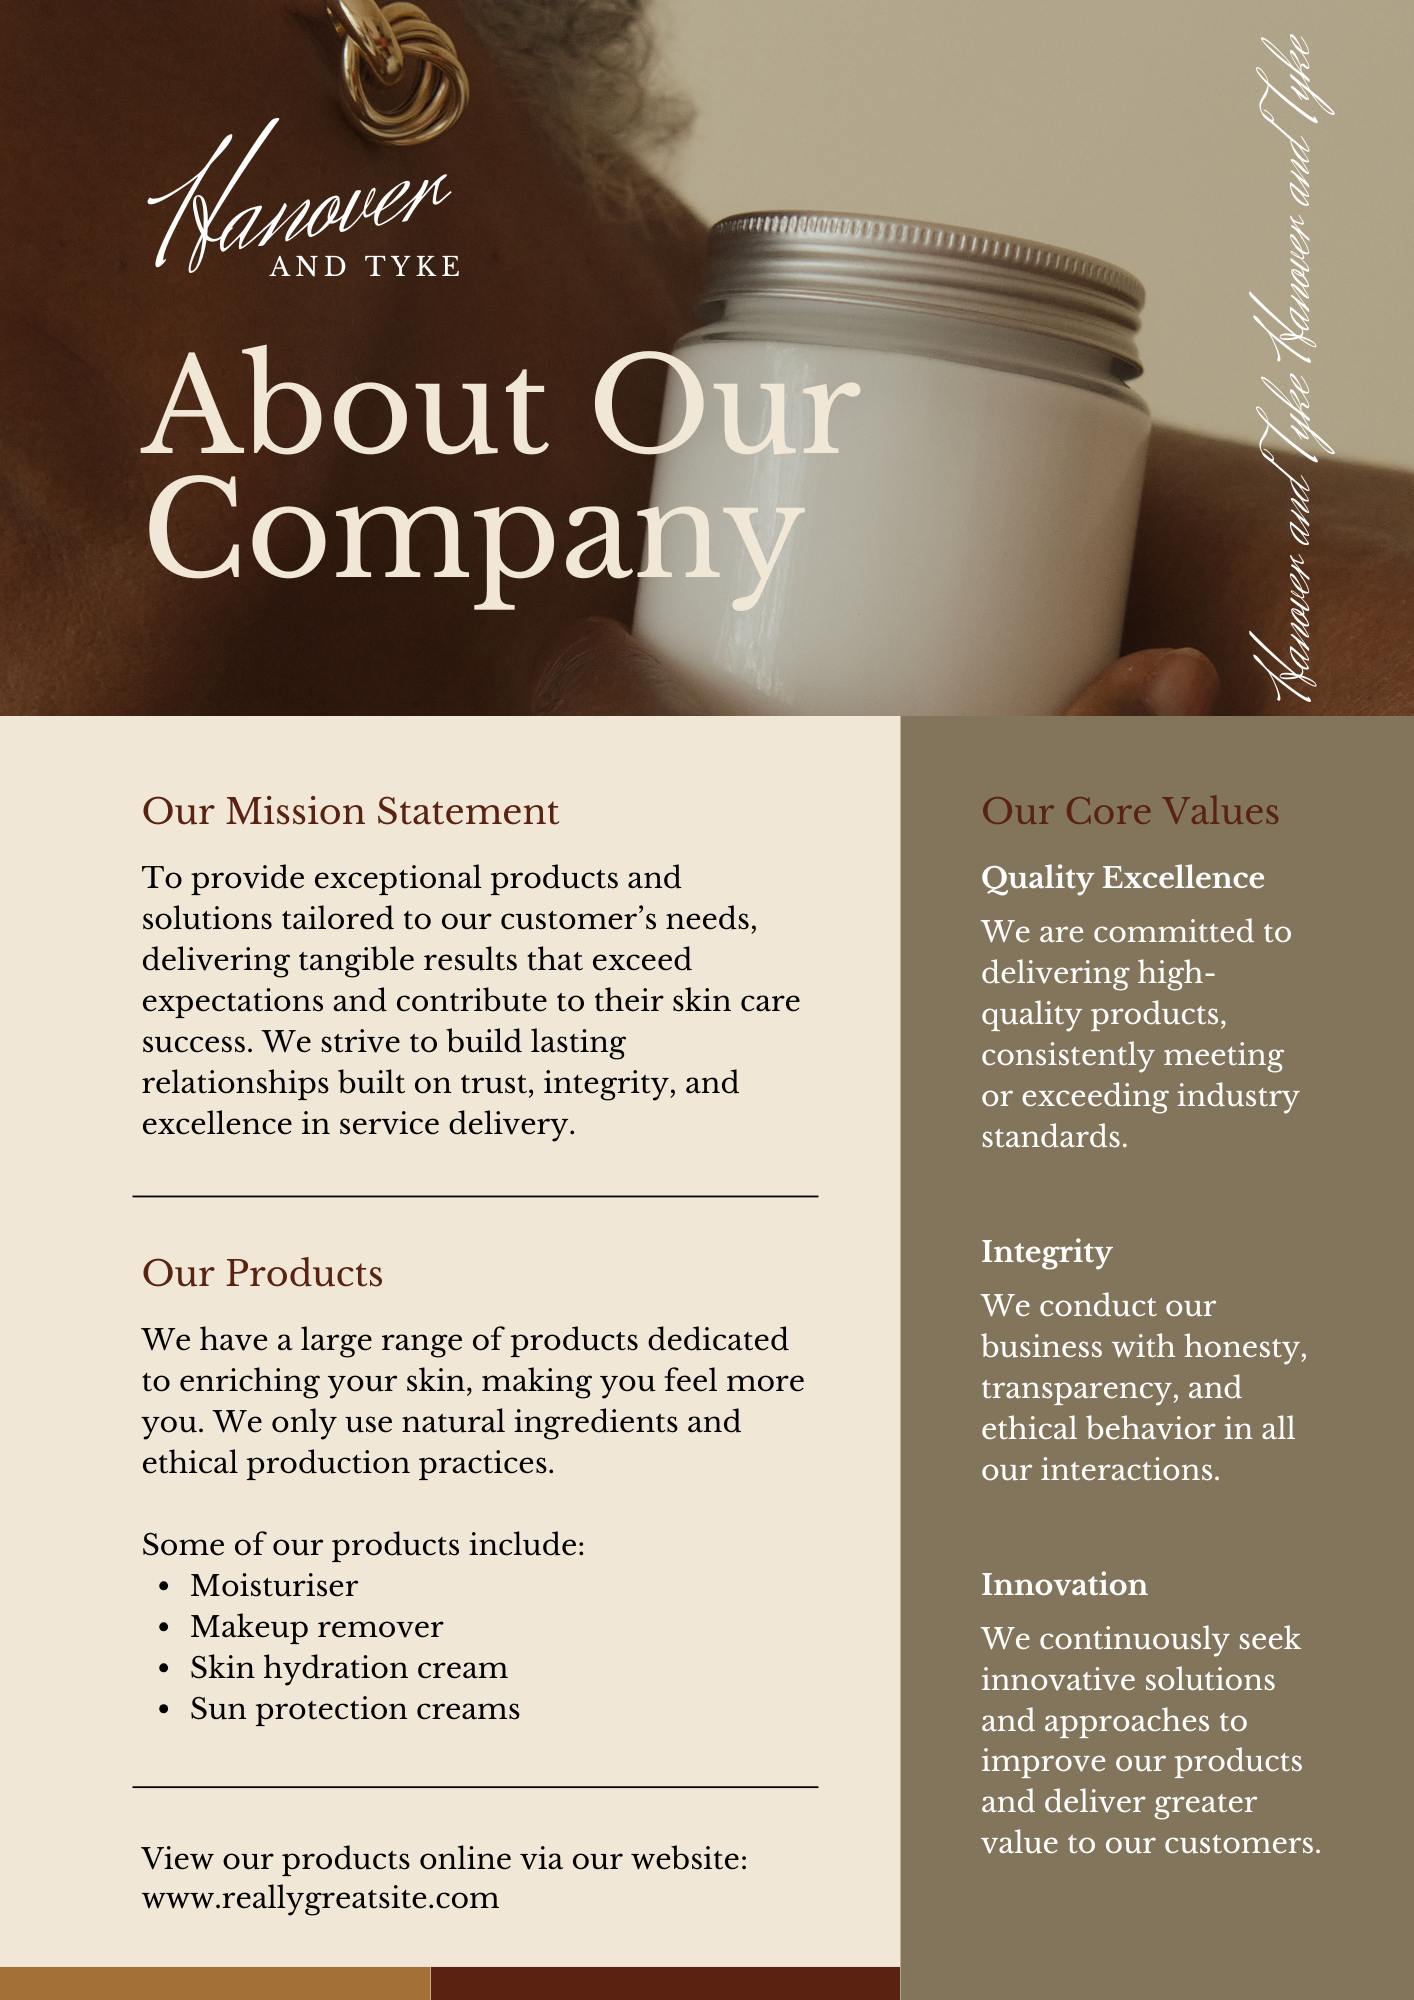 Hanover
AND TYKE
Hanover and Tyke Hanover and Tyke
About Our
Company
Our Mission Statement
To provide exceptional products and
solutions tailored to our customer’s needs,
delivering tangible results that exceed
expectations and contribute to their skin care
success. We strive to build lasting
relationships built on trust, integrity, and
excellence in service delivery.
Our Products
We have a large range of products dedicated
to enriching your skin, making you feel more
you. We only use natural ingredients and
ethical production practices.
Some of our products include:
• Moisturiser
• Makeup remover
• Skin hydration cream
• Sun protection creams
View our products online via our website:
www.reallygreatsite.com
Our Core Values
Quality Excellence
We are committed to
delivering high-
quality products,
consistently meeting
or exceeding industry
standards.
Integrity
We conduct our
business with honesty,
transparency, and
ethical behavior in all
our interactions.
Innovation
We continuously seek
innovative solutions
and approaches to
improve our products
and deliver greater
value to our customers.